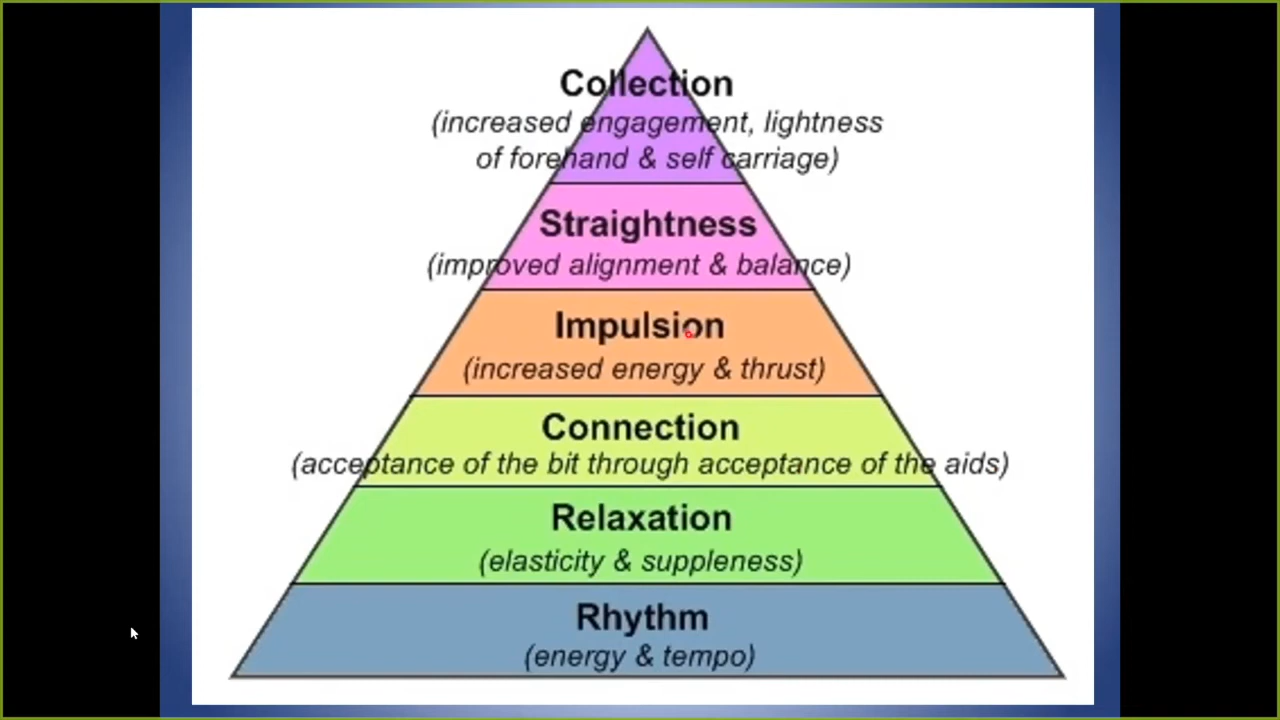 Collection
(increased engagement, lightness
of forehand & self carriage)
Straightness
(improved alignment & balance)
Impulsion
(increased energy & thrust)
Connection
(acceptance of the bit through acceptance of the aids)
Relaxation
(elasticity & suppleness)
Rhythm
(energy & tempo)